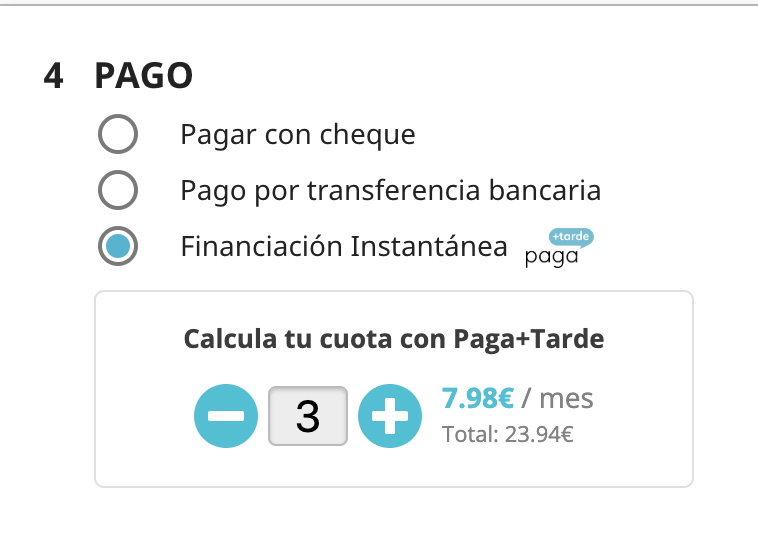 4 PAGO
Pagar con cheque
Pago por transferencia bancaria
Financiación Instantánea paga +tarde
Calcula tu cuota con Paga+Tarde
3 7.98€ / mes
Total: 23.94€